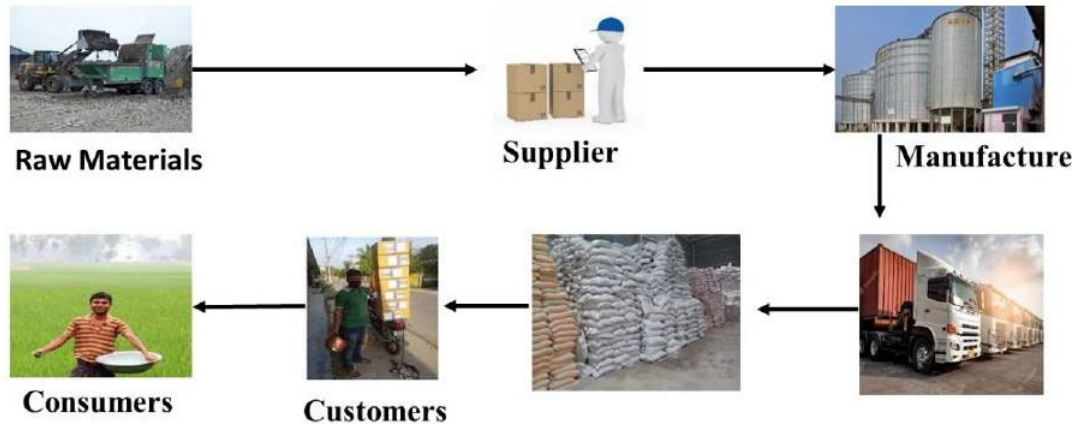 Raw Materials
Supplier
Manufacture
Consumers
Customers